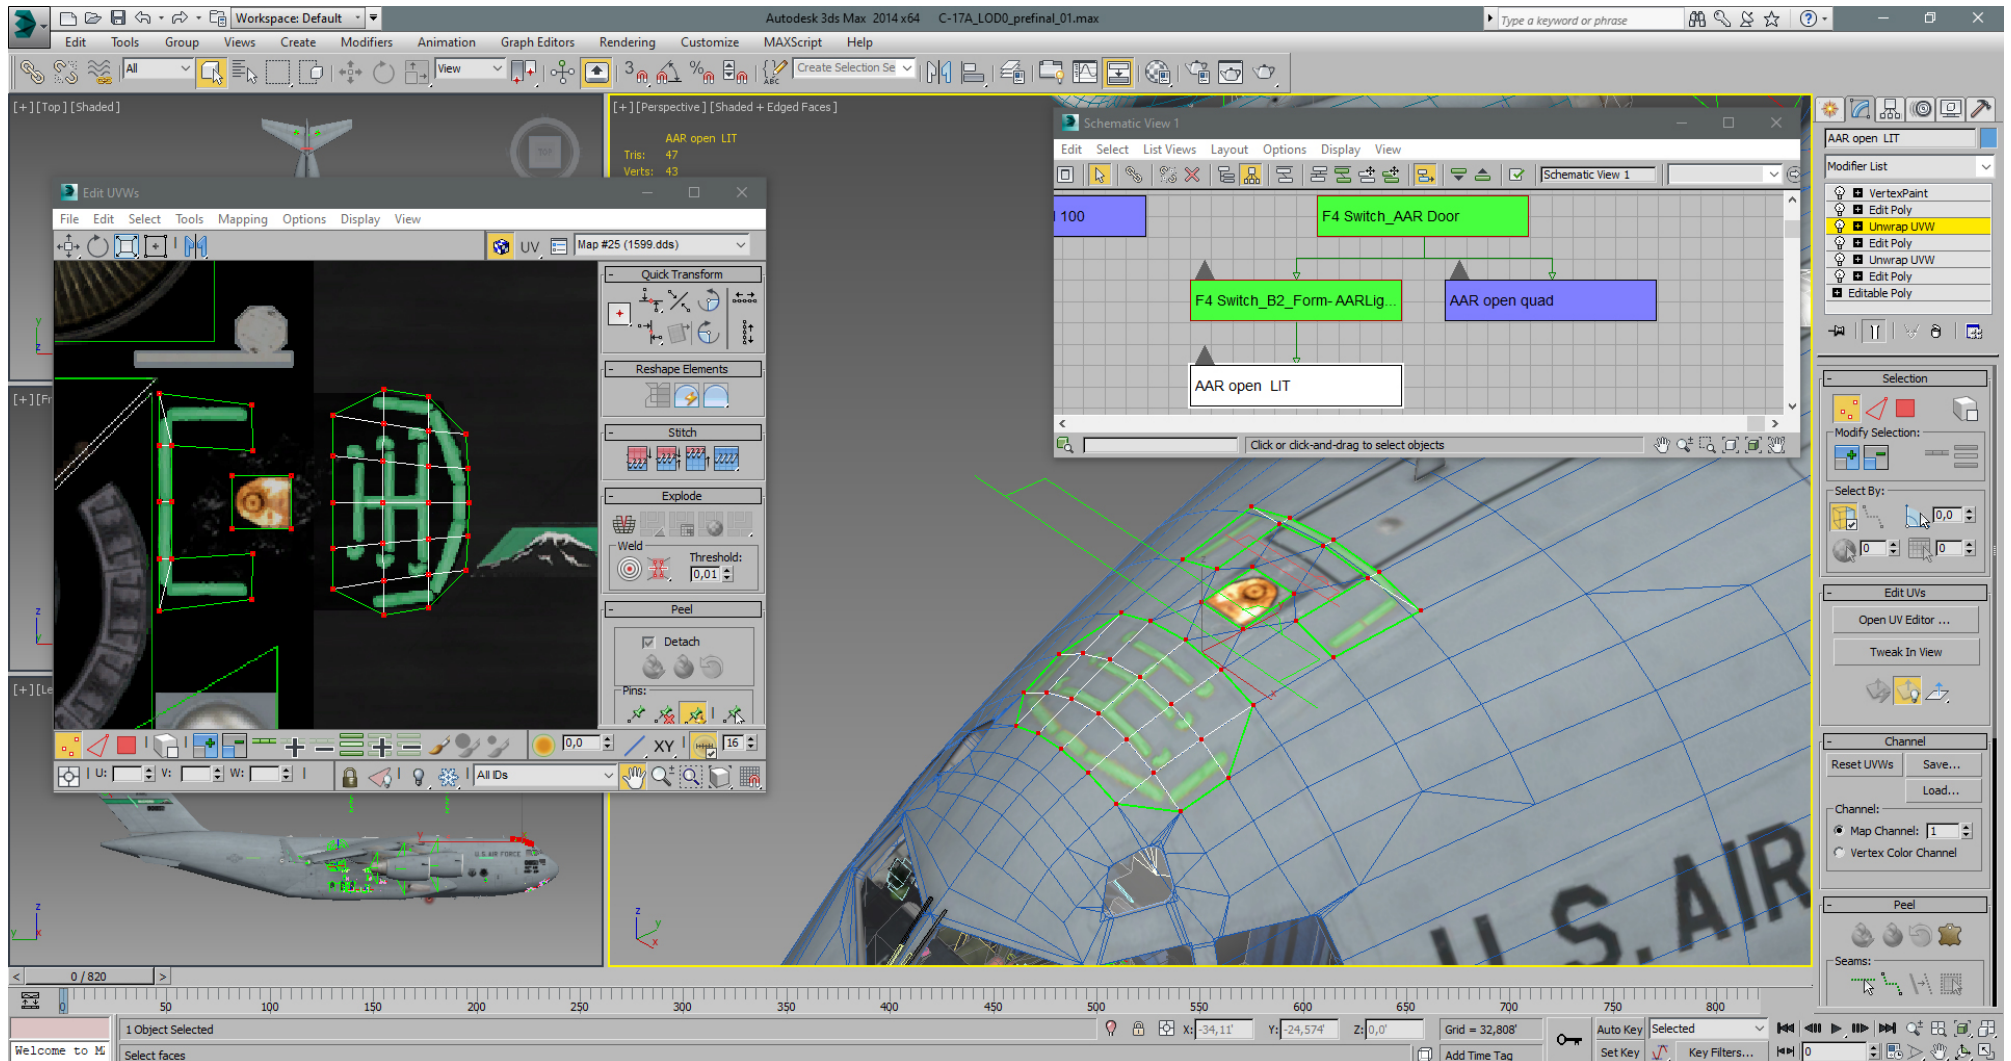 Workspace: Default
Autodesk 3ds Max 2014 x64 C-17A_LOD0_prefinal_01.max
Type a keyword or phrase
Edit Tools Group Views Create Modifiers Animation Graph Editors Rendering Customize MAXScript Help
All
View
Create Selection Se
[+][Top][Shaded]
TOP
[+][Perspective][Shaded + Edged Faces]
AAR open LIT
Tris: 47
Verts: 43
Edit UVWs
File Edit Select Tools Mapping Options Display View
UV
Map #25 (1599.dds)
Quick Transform
Reshape Elements
Stitch
Explode
Weld
Threshold:
0,01
Peel
Detach
Pins:
0,0
XY
16
U: V: W:
All IDs
[+][Fr
[+][Le
Schematic View 1
Edit Select List Views Layout Options Display View
Schematic View 1
100
F4 Switch_AAR Door
F4 Switch_B2_Form- AARLig...
AAR open quad
AAR open LIT
Click or click-and-drag to select objects
U.S. AIR FORCE
U.S. AIR
AAR open LIT
Modifier List
VertexPaint
Edit Poly
Unwrap UVW
Edit Poly
Unwrap UVW
Edit Poly
Editable Poly
Selection
Modify Selection:
Select By:
0,0
0
0
Edit UVs
Open UV Editor ...
Tweak In View
Channel
Reset UVWs Save...
Load...
Channel:
Map Channel: 1
Vertex Color Channel
Peel
Seams:
0 / 820
0 50 100 150 200 250 300 350 400 450 500 550 600 650 700 750 800
1 Object Selected
X: -34,11' Y: -24,574' Z: 0,0' Grid = 32,808'
Auto Key Selected
Welcome to M
Select faces
Add Time Tag
Set Key Key Filters...
0